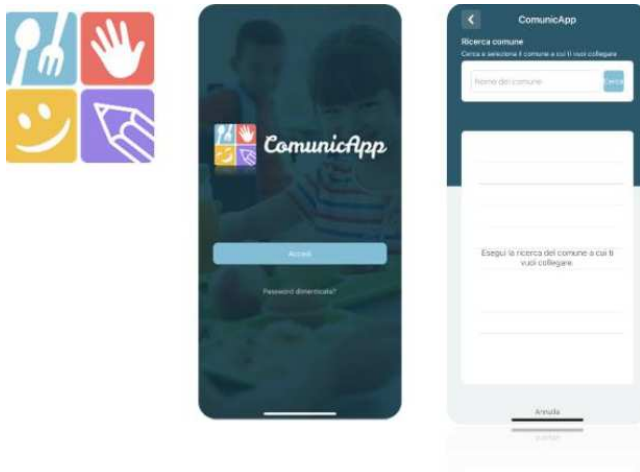 ComunicApp
Accedi
Password dimenticata?
ComunicApp
Ricerca comune
Cerca e seleziona il comune a cui ti vuoi collegare
Nome del comune
Cerca
Esegui la ricerca del comune a cui ti
vuoi collegare
Annulla